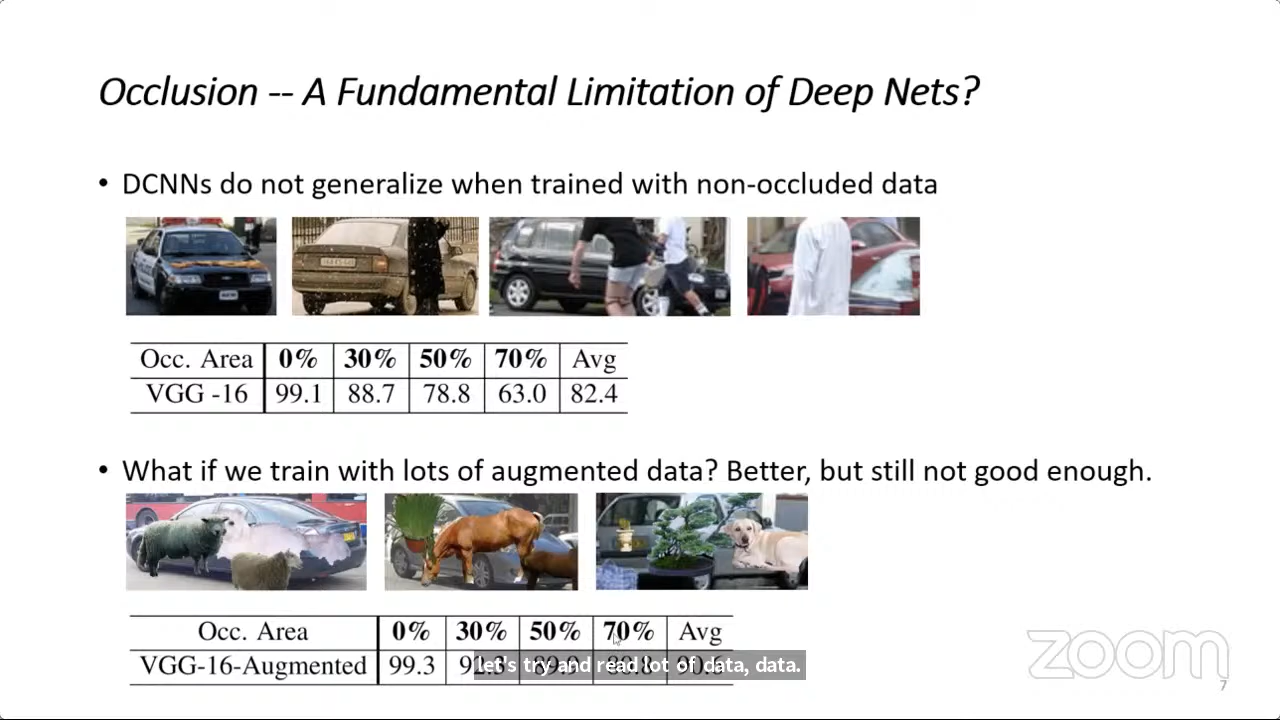 Occlusion -- A Fundamental Limitation of Deep Nets?
• DCNNs do not generalize when trained with non-occluded data
Occ. Area 0% 30% 50% 70% Avg
VGG -16 99.1 88.7 78.8 63.0 82.4
• What if we train with lots of augmented data? Better, but still not good enough.
Occ. Area 0% 30% 50% 70% Avg
VGG-16-Augmented 99.3
let's try and read lot of data, data.
zoom
7